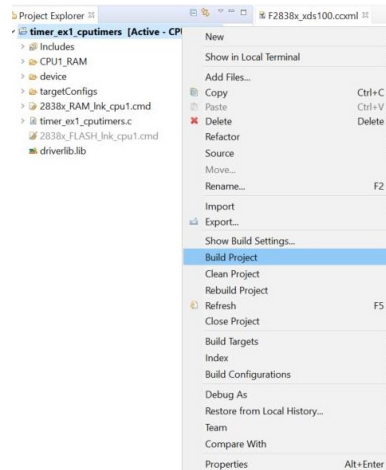 Project Explorer
F2838x_xds100.ccxml
timer_ex1_cputimers [Active - CPU
Includes
CPU1_RAM
device
targetConfigs
2838x_RAM_lnk_cpu1.cmd
timer_ex1_cputimers.c
2838x_FLASH_lnk_cpu1.cmd
driverlib.lib
New
Show in Local Terminal
Add Files...
Copy Ctrl+C
Paste Ctrl+V
Delete Delete
Refactor
Source
Move...
Rename... F2
Import
Export...
Show Build Settings...
Build Project
Clean Project
Rebuild Project
Refresh F5
Close Project
Build Targets
Index
Build Configurations
Debug As
Restore from Local History...
Team
Compare With
Properties Alt+Enter